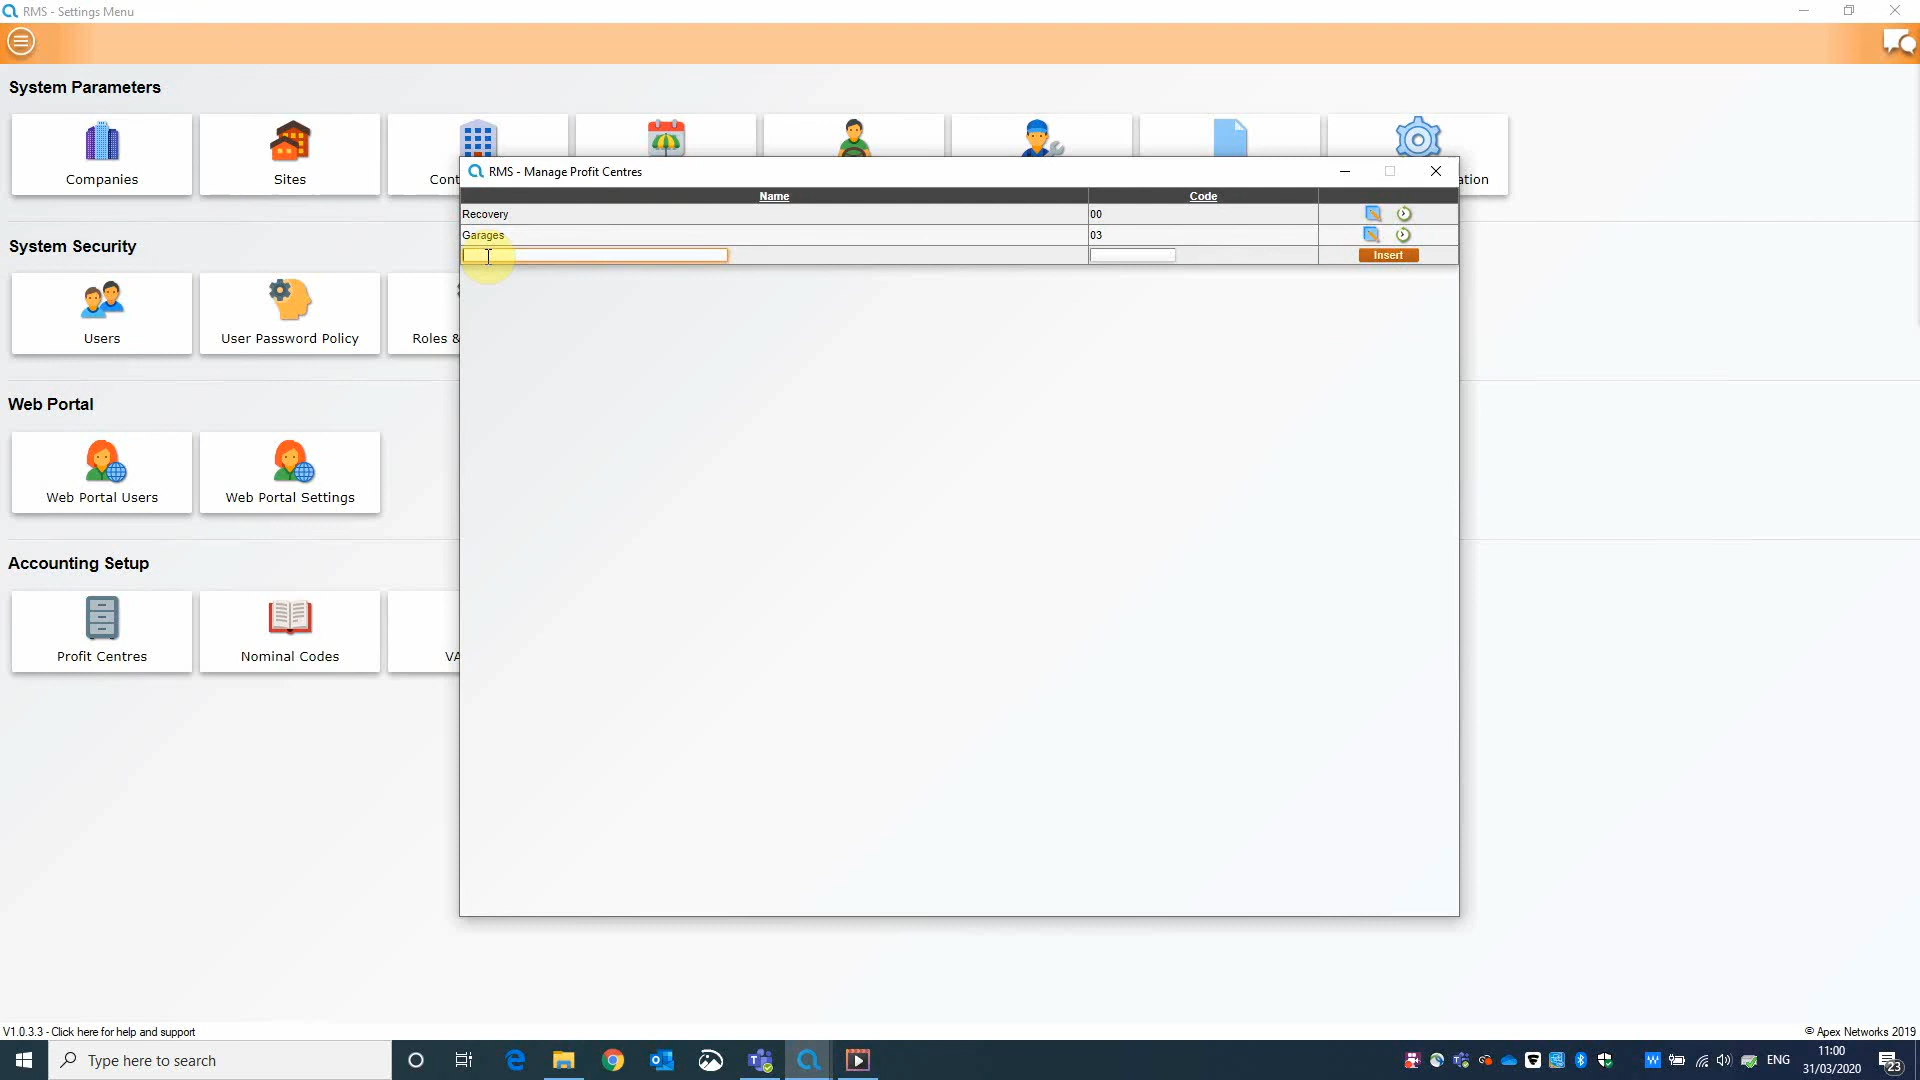 RMS - Settings Menu
System Parameters
Companies
Sites
Cont
ation
RMS - Manage Profit Centres
Name
Code
Recovery
00
Garages
03
Insert
System Security
Users
User Password Policy
Roles &
Web Portal
Web Portal Users
Web Portal Settings
Accounting Setup
Profit Centres
Nominal Codes
VA
V1.0.3.3 - Click here for help and support
© Apex Networks 2019
Type here to search
ENG
11:00
31/03/2020
23